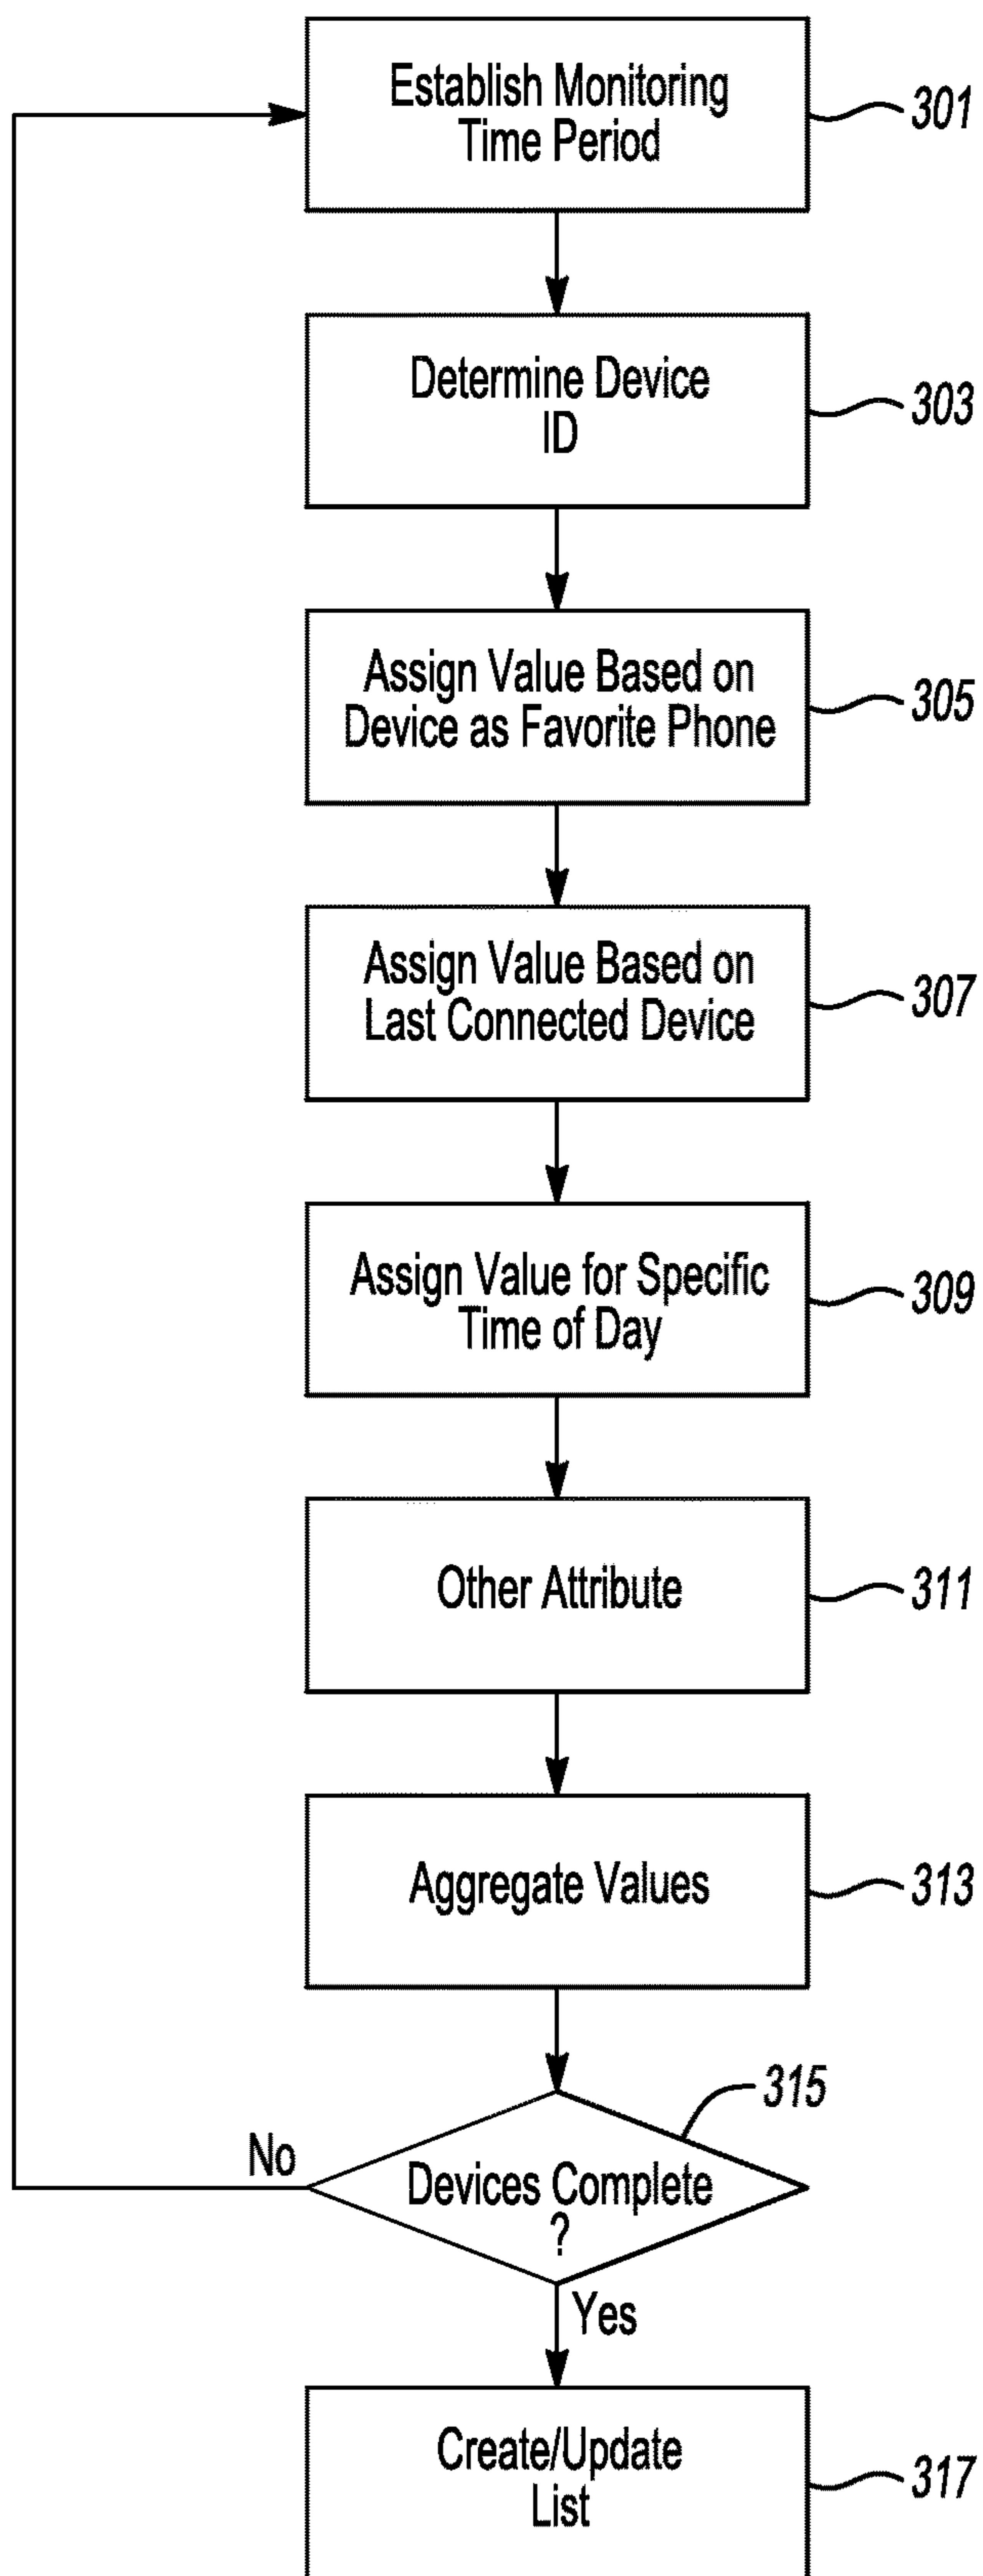 Establish Monitoring
Time Period
301
Determine Device
ID
303
Assign Value Based on
Device as Favorite Phone
305
Assign Value Based on
Last Connected Device
307
Assign Value for Specific
Time of Day
309
Other Attribute
311
Aggregate Values
313
315
No
Devices Complete
?
Yes
Create/Update
List
317